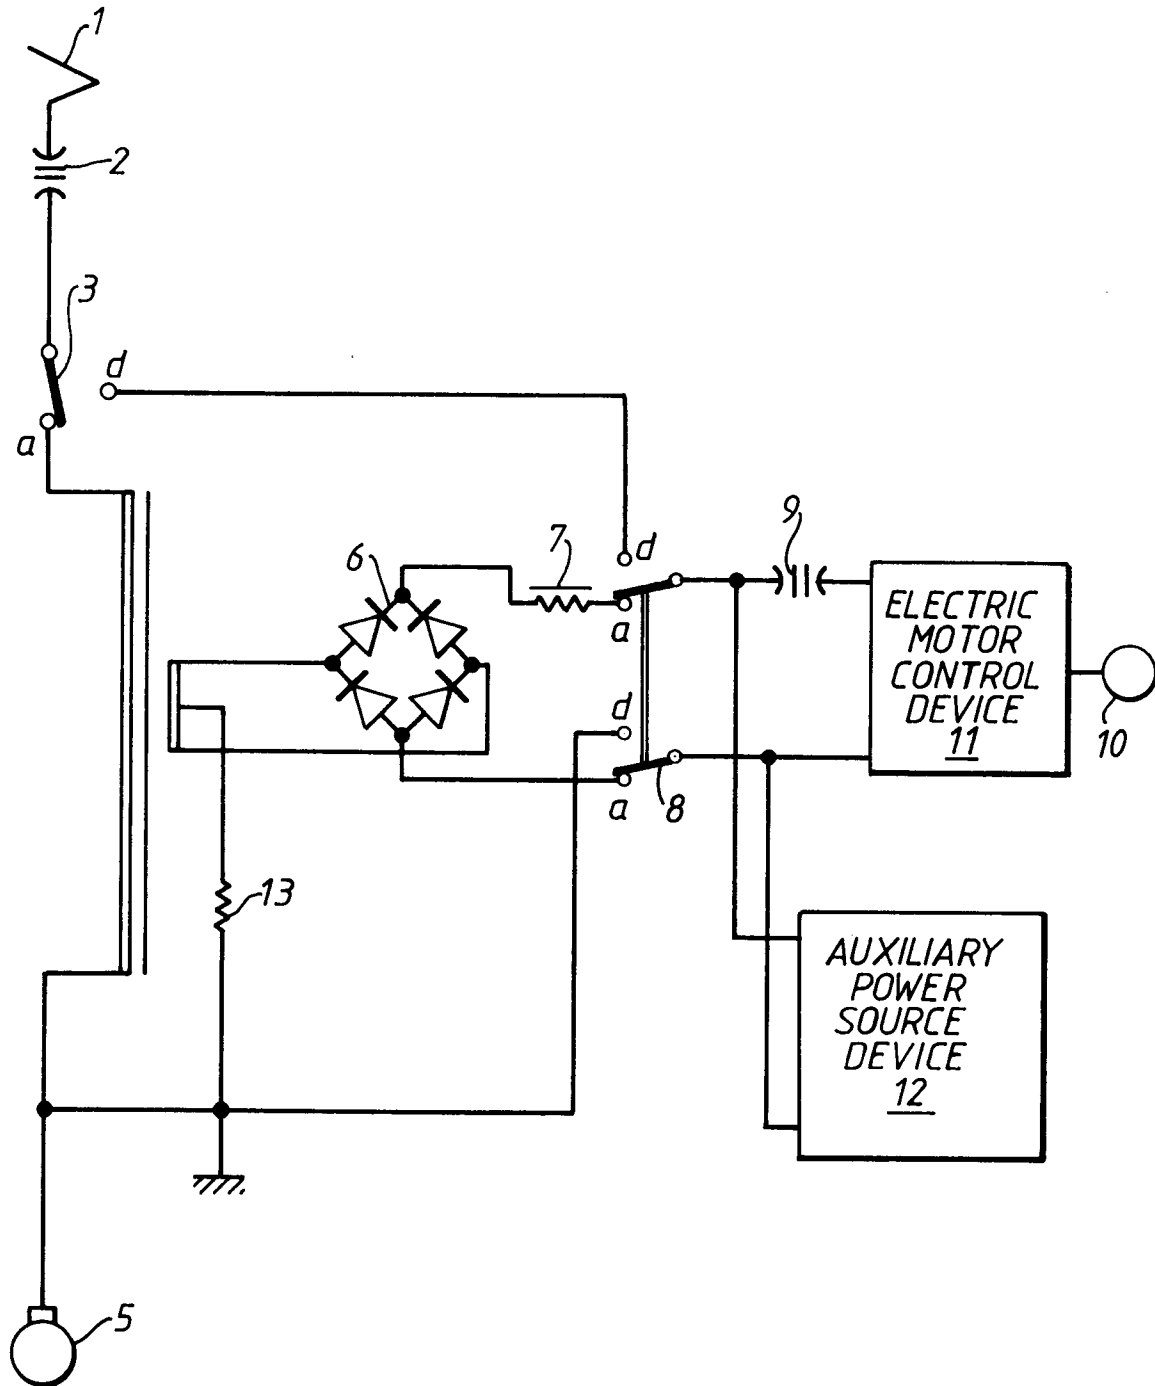 1
2
3
d
a
6
7
d
a
d
a
8
9
ELECTRIC
MOTOR
CONTROL
DEVICE
11
10
13
AUXILIARY
POWER
SOURCE
DEVICE
12
5